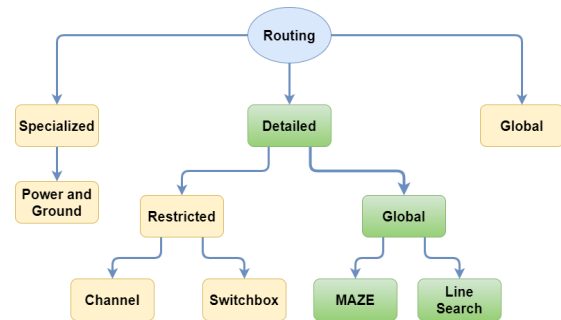 Routing
Specialized
Detailed
Global
Power and
Ground
Restricted
Global
Channel
Switchbox
MAZE
Line
Search